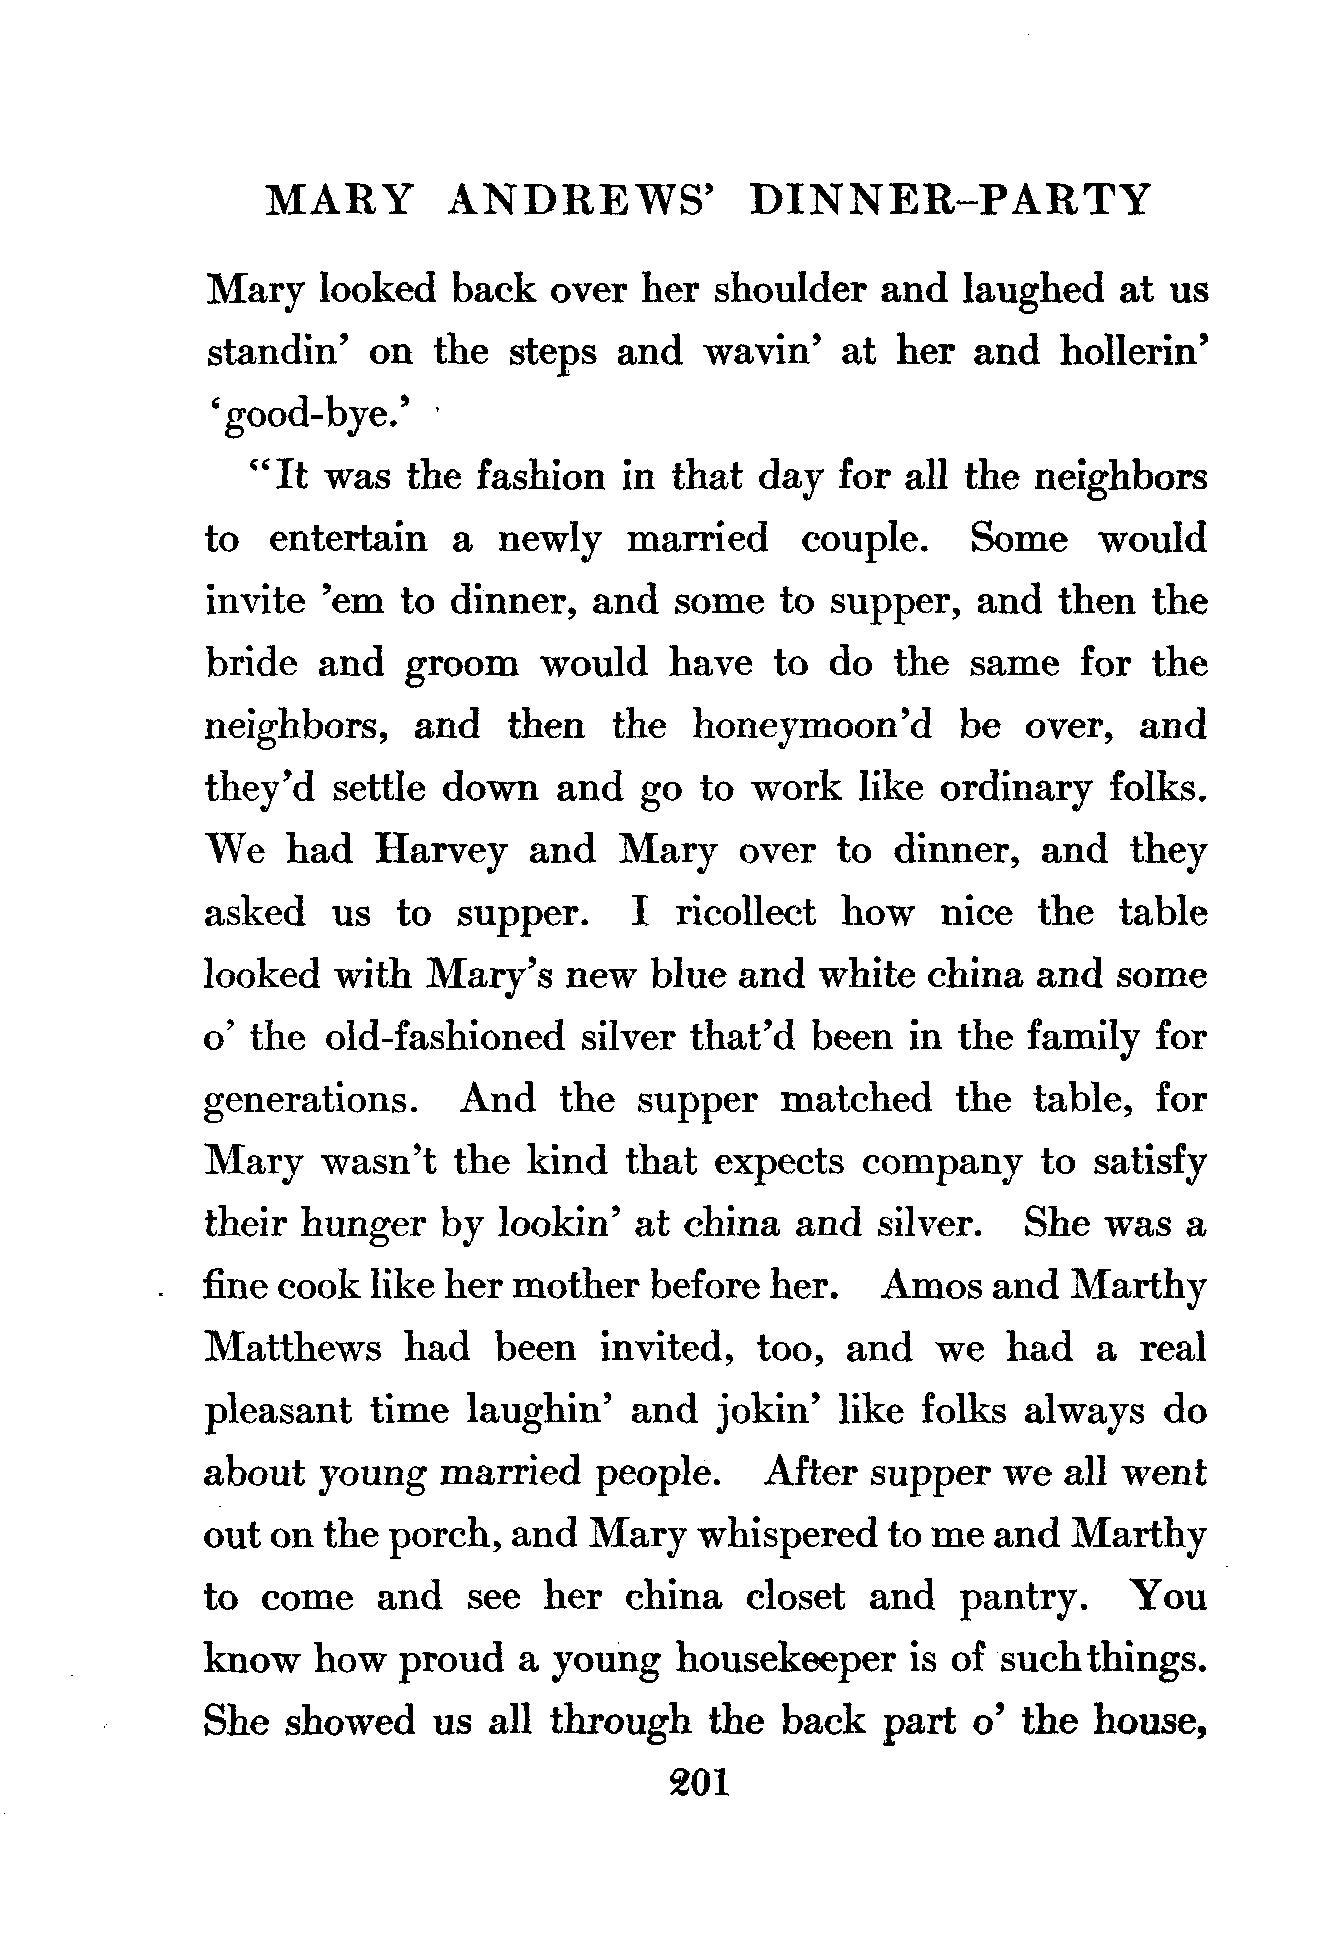 MARY ANDREWS’ DINNER–PARTY
Mary looked back over her shoulder and laughed at us
standin’ on the steps and wavin’ at her and hollerin’
‘good-bye.’
“It was the fashion in that day for all the neighbors
to entertain a newly married couple. Some would
invite ’em to dinner, and some to supper, and then the
bride and groom would have to do the same for the
neighbors, and then the honeymoon’d be over, and
they’d settle down and go to work like ordinary folks.
We had Harvey and Mary over to dinner, and they
asked us to supper. I ricollect how nice the table
looked with Mary’s new blue and white china and some
o’ the old-fashioned silver that’d been in the family for
generations. And the supper matched the table, for
Mary wasn’t the kind that expects company to satisfy
their hunger by lookin’ at china and silver. She was a
fine cook like her mother before her. Amos and Marthy
Matthews had been invited, too, and we had a real
pleasant time laughin’ and jokin’ like folks always do
about young married people. After supper we all went
out on the porch, and Mary whispered to me and Marthy
to come and see her china closet and pantry. You
know how proud a young housekeeper is of such things.
She showed us all through the back part o’ the house,
201